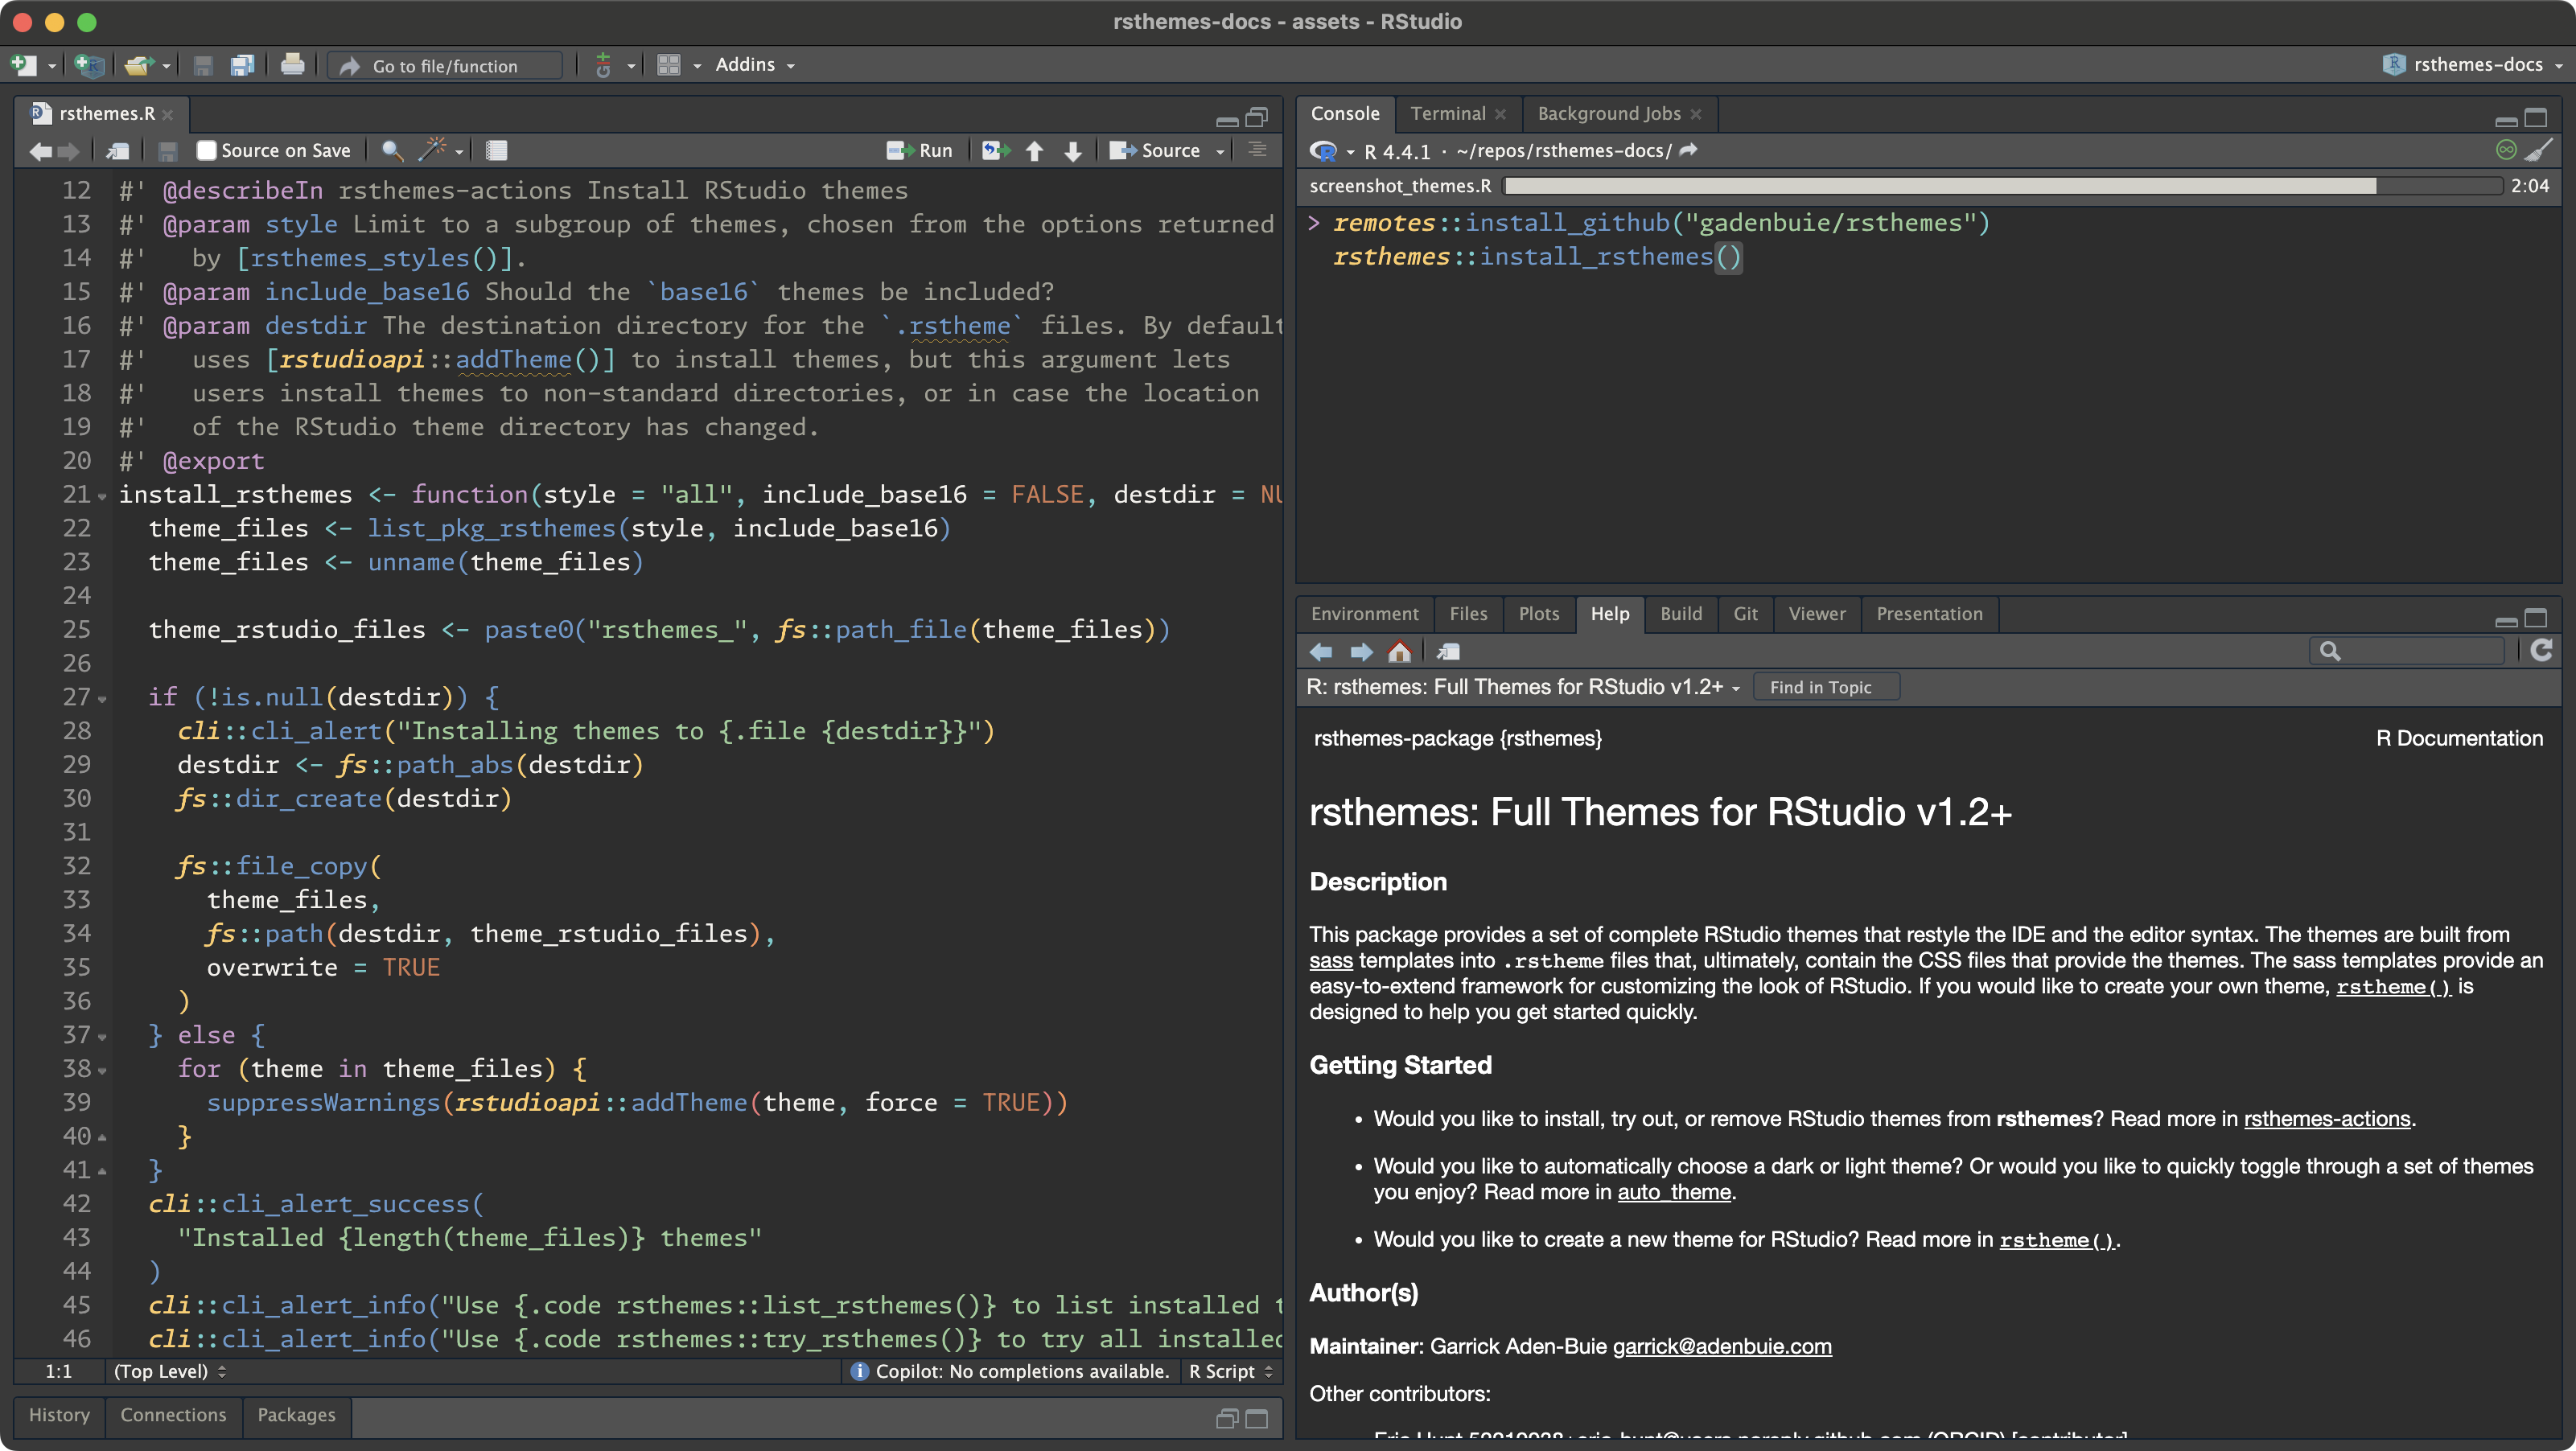 rsthemes-docs - assets - RStudio
Go to file/function
Addins
rsthemes-docs
rsthemes.R
Source on Save
Run
Source
12 #' @describeIn rsthemes-actions Install RStudio themes
13 #' @param style Limit to a subgroup of themes, chosen from the options returned
14 #'   by [rsthemes_styles()].
15 #' @param include_base16 Should the `base16` themes be included?
16 #' @param destdir The destination directory for the `.rstheme` files. By default
17 #'   uses [rstudioapi::addTheme()] to install themes, but this argument lets
18 #'   users install themes to non-standard directories, or in case the location
19 #'   of the RStudio theme directory has changed.
20 #' @export
21 install_rsthemes <- function(style = "all", include_base16 = FALSE, destdir = NU
22   theme_files <- list_pkg_rsthemes(style, include_base16)
23   theme_files <- unname(theme_files)
24
25   theme_rstudio_files <- paste0("rsthemes_", fs::path_file(theme_files))
26
27   if (!is.null(destdir)) {
28     cli::cli_alert("Installing themes to {.file {destdir}}")
29     destdir <- fs::path_abs(destdir)
30     fs::dir_create(destdir)
31
32     fs::file_copy(
33       theme_files,
34       fs::path(destdir, theme_rstudio_files),
35       overwrite = TRUE
36     )
37   } else {
38     for (theme in theme_files) {
39       suppressWarnings(rstudioapi::addTheme(theme, force = TRUE))
40     }
41   }
42   cli::cli_alert_success(
43     "Installed {length(theme_files)} themes"
44   )
45   cli::cli_alert_info("Use {.code rsthemes::list_rsthemes()} to list installed t
46   cli::cli_alert_info("Use {.code rsthemes::try_rsthemes()} to try all installed
1:1 (Top Level) Copilot: No completions available. R Script
History Connections Packages
Console Terminal Background Jobs
R 4.4.1 · ~/repos/rsthemes-docs/
screenshot_themes.R 2:04
> remotes::install_github("gadenbuie/rsthemes")
rsthemes::install_rsthemes()
Environment Files Plots Help Build Git Viewer Presentation
R: rsthemes: Full Themes for RStudio v1.2+ Find in Topic
rsthemes-package {rsthemes} R Documentation
rsthemes: Full Themes for RStudio v1.2+
Description
This package provides a set of complete RStudio themes that restyle the IDE and the editor syntax. The themes are built from
sass templates into .rstheme files that, ultimately, contain the CSS files that provide the themes. The sass templates provide an
easy-to-extend framework for customizing the look of RStudio. If you would like to create your own theme, rstheme() is
designed to help you get started quickly.
Getting Started
• Would you like to install, try out, or remove RStudio themes from rsthemes? Read more in rsthemes-actions.
• Would you like to automatically choose a dark or light theme? Or would you like to quickly toggle through a set of themes
you enjoy? Read more in auto_theme.
• Would you like to create a new theme for RStudio? Read more in rstheme().
Author(s)
Maintainer: Garrick Aden-Buie garrick@adenbuie.com
Other contributors: